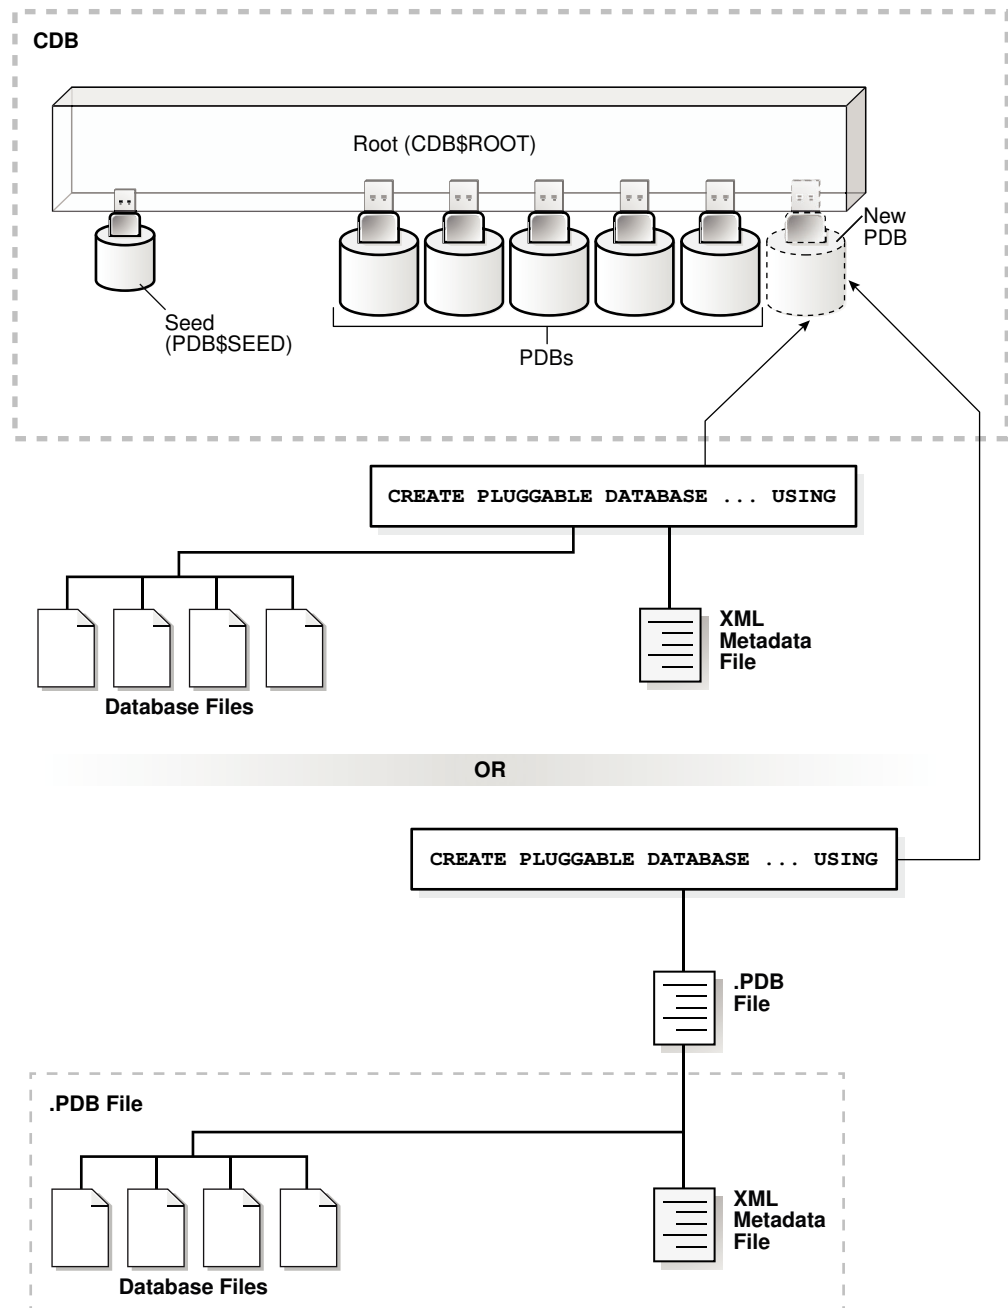 CDB
Root (CDB$ROOT)
New
PDB
Seed
(PDB$SEED)
PDBs
CREATE PLUGGABLE DATABASE ... USING
XML
Metadata
File
Database Files
OR
CREATE PLUGGABLE DATABASE ... USING
.PDB
File
.PDB File
XML
Metadata
File
Database Files